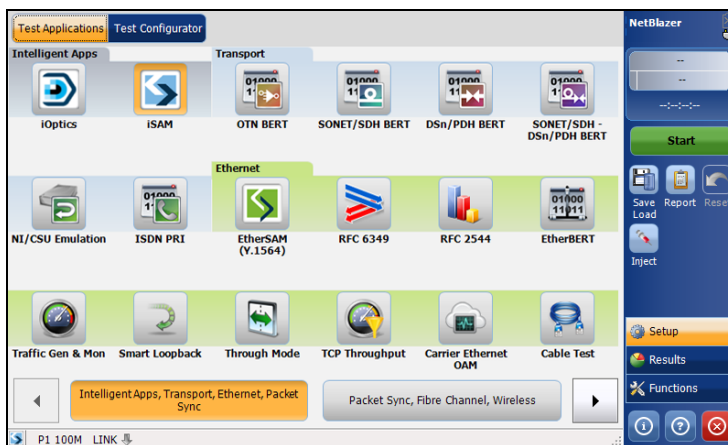 Test Applications Test Configurator
NetBlazer
Intelligent Apps
Transport
--
--
--:--:--:--
iOptics
iSAM
OTN BERT
SONET/SDH BERT
DSn/PDH BERT
SONET/SDH -
DSn/PDH BERT
Start
Ethernet
Save
Load
Report
Reset
NI/CSU Emulation
ISDN PRI
EtherSAM
(Y.1564)
RFC 6349
RFC 2544
EtherBERT
Inject
Traffic Gen & Mon
Smart Loopback
Through Mode
TCP Throughput
Carrier Ethernet
OAM
Cable Test
Setup
Results
Functions
Intelligent Apps, Transport, Ethernet, Packet
Sync
Packet Sync, Fibre Channel, Wireless
P1 100M LINK